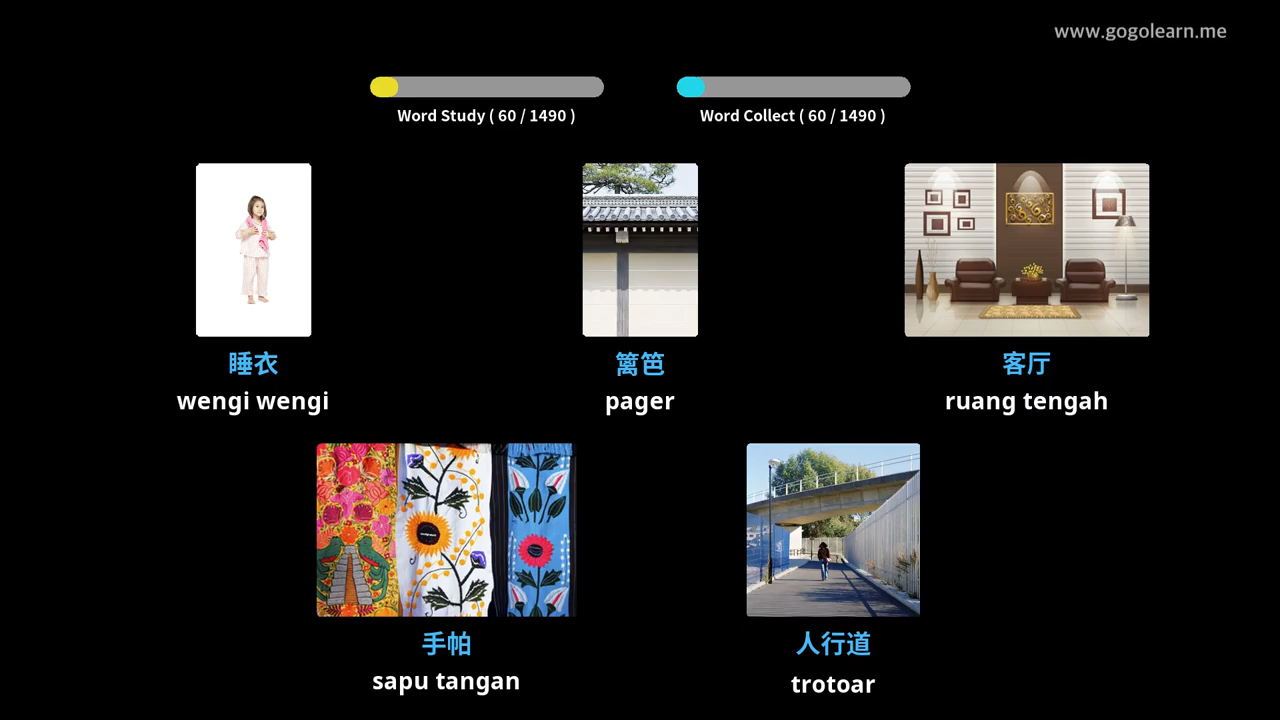 www.gogolearn.me
Word Study ( 60 / 1490 )
Word Collect ( 60 / 1490 )
睡衣
wengi wengi
篱笆
pager
客厅
ruang tengah
手帕
sapu tangan
人行道
trotoar